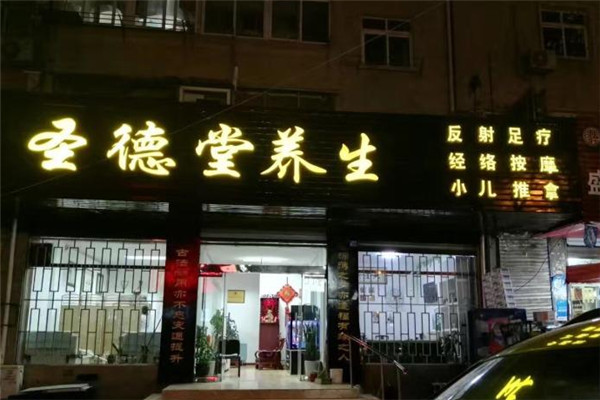 圣德堂养生
反射足疗
经络按摩
小儿推拿